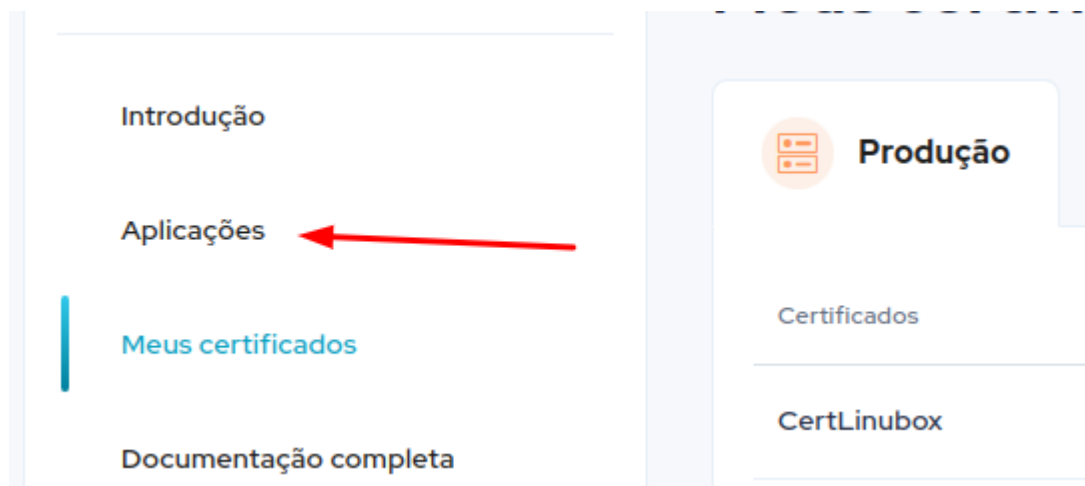 Introdução
Aplicações
Meus certificados
Documentação completa
Produção
Certificados
CertLinubox